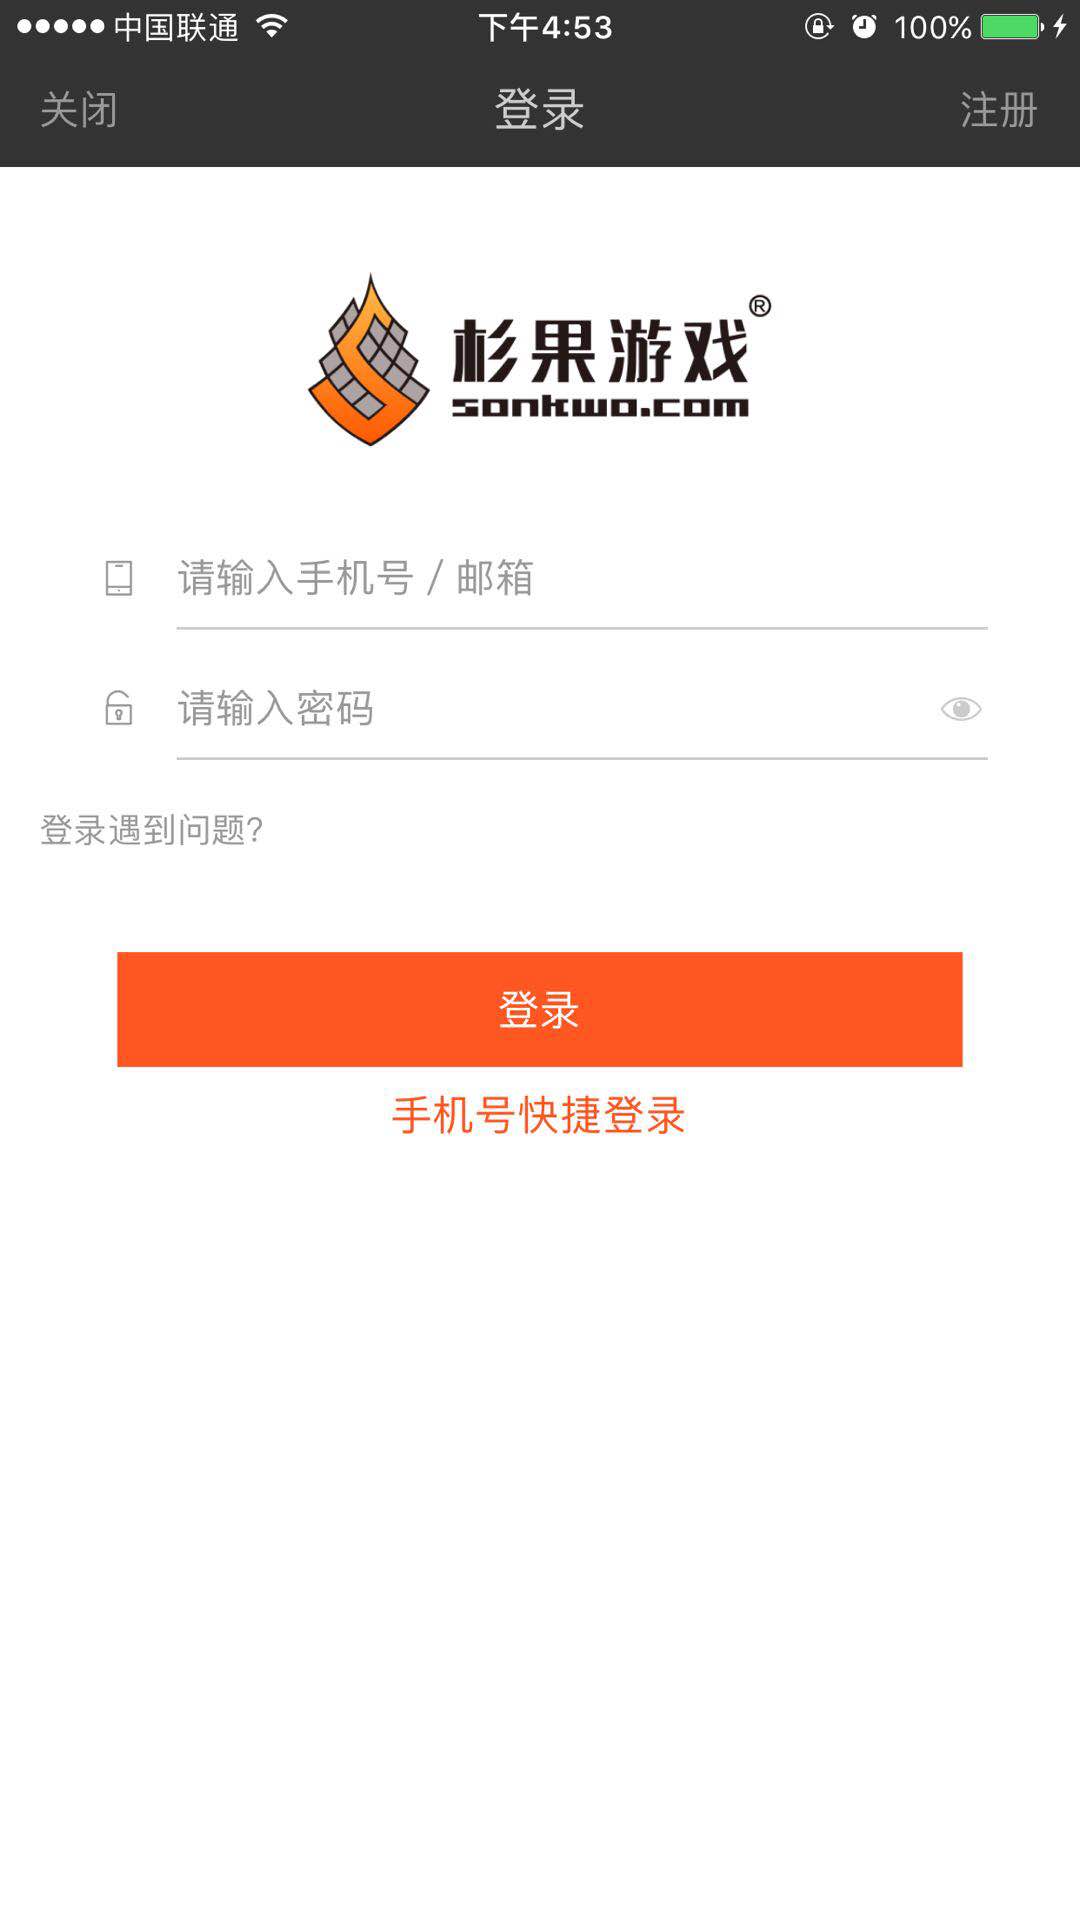 中国联通 下午4:53 100%
关闭 登录 注册
杉果游戏®
sonkwo.com
请输入手机号 / 邮箱
请输入密码
登录遇到问题?
登录
手机号快捷登录